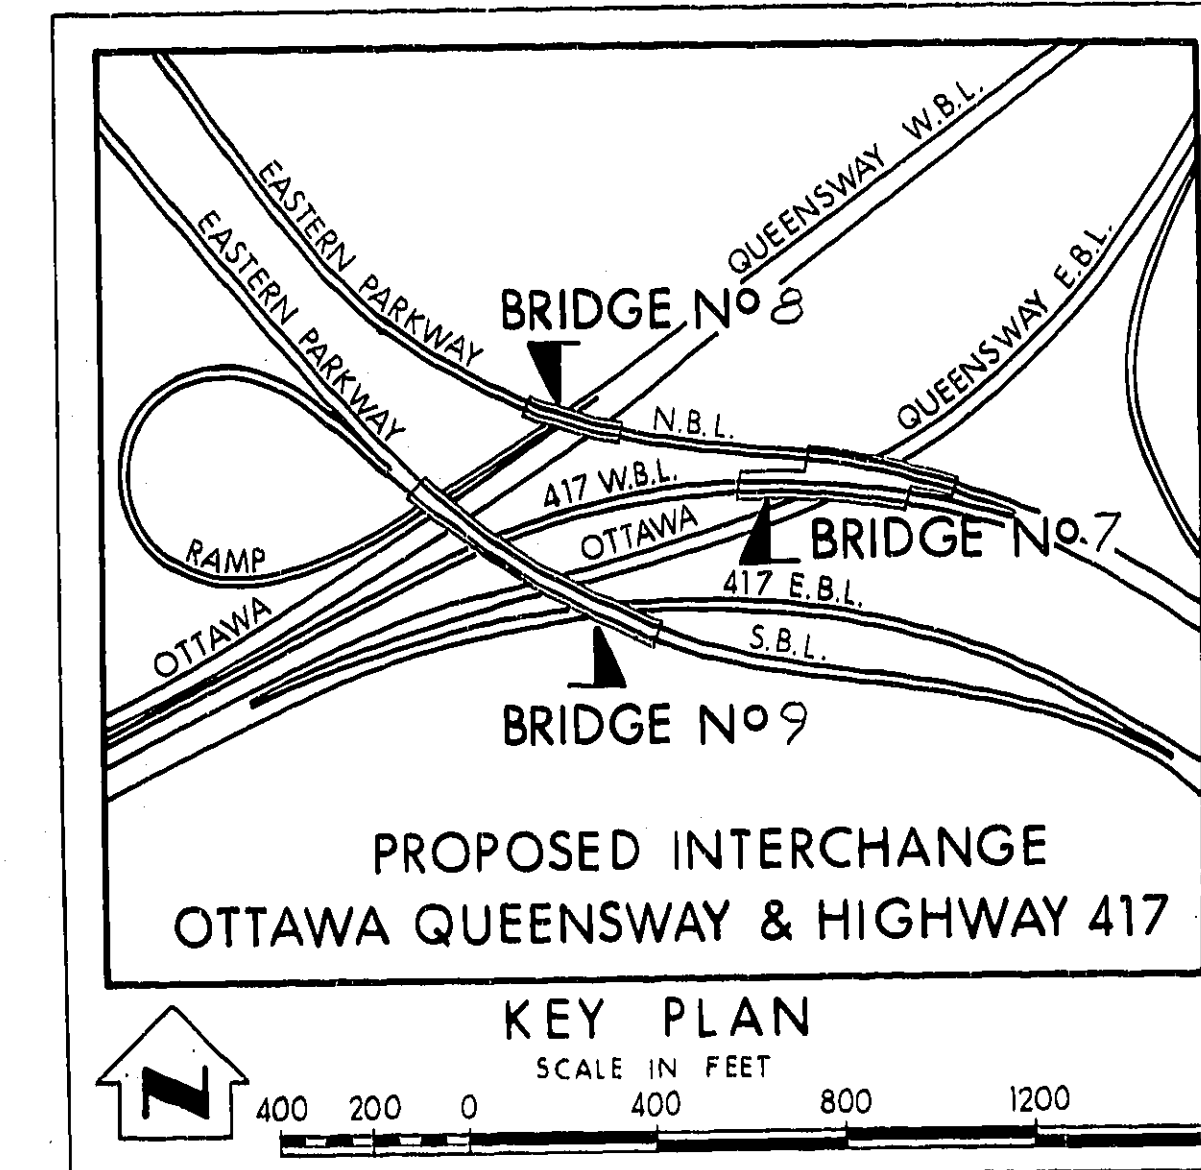 QUEENSWAY W.B.L.
EASTERN PARKWAY
EASTERN PARKWAY
QUEENSWAY E.B.L.
BRIDGE No 8
N.B.L.
417 W.B.L.
OTTAWA
BRIDGE No. 7
RAMP
417 E.B.L.
OTTAWA
S.B.L.
BRIDGE No 9
PROPOSED INTERCHANGE
OTTAWA QUEENSWAY & HIGHWAY 417
KEY PLAN
SCALE IN FEET
N
400 200 0 400 800 1200